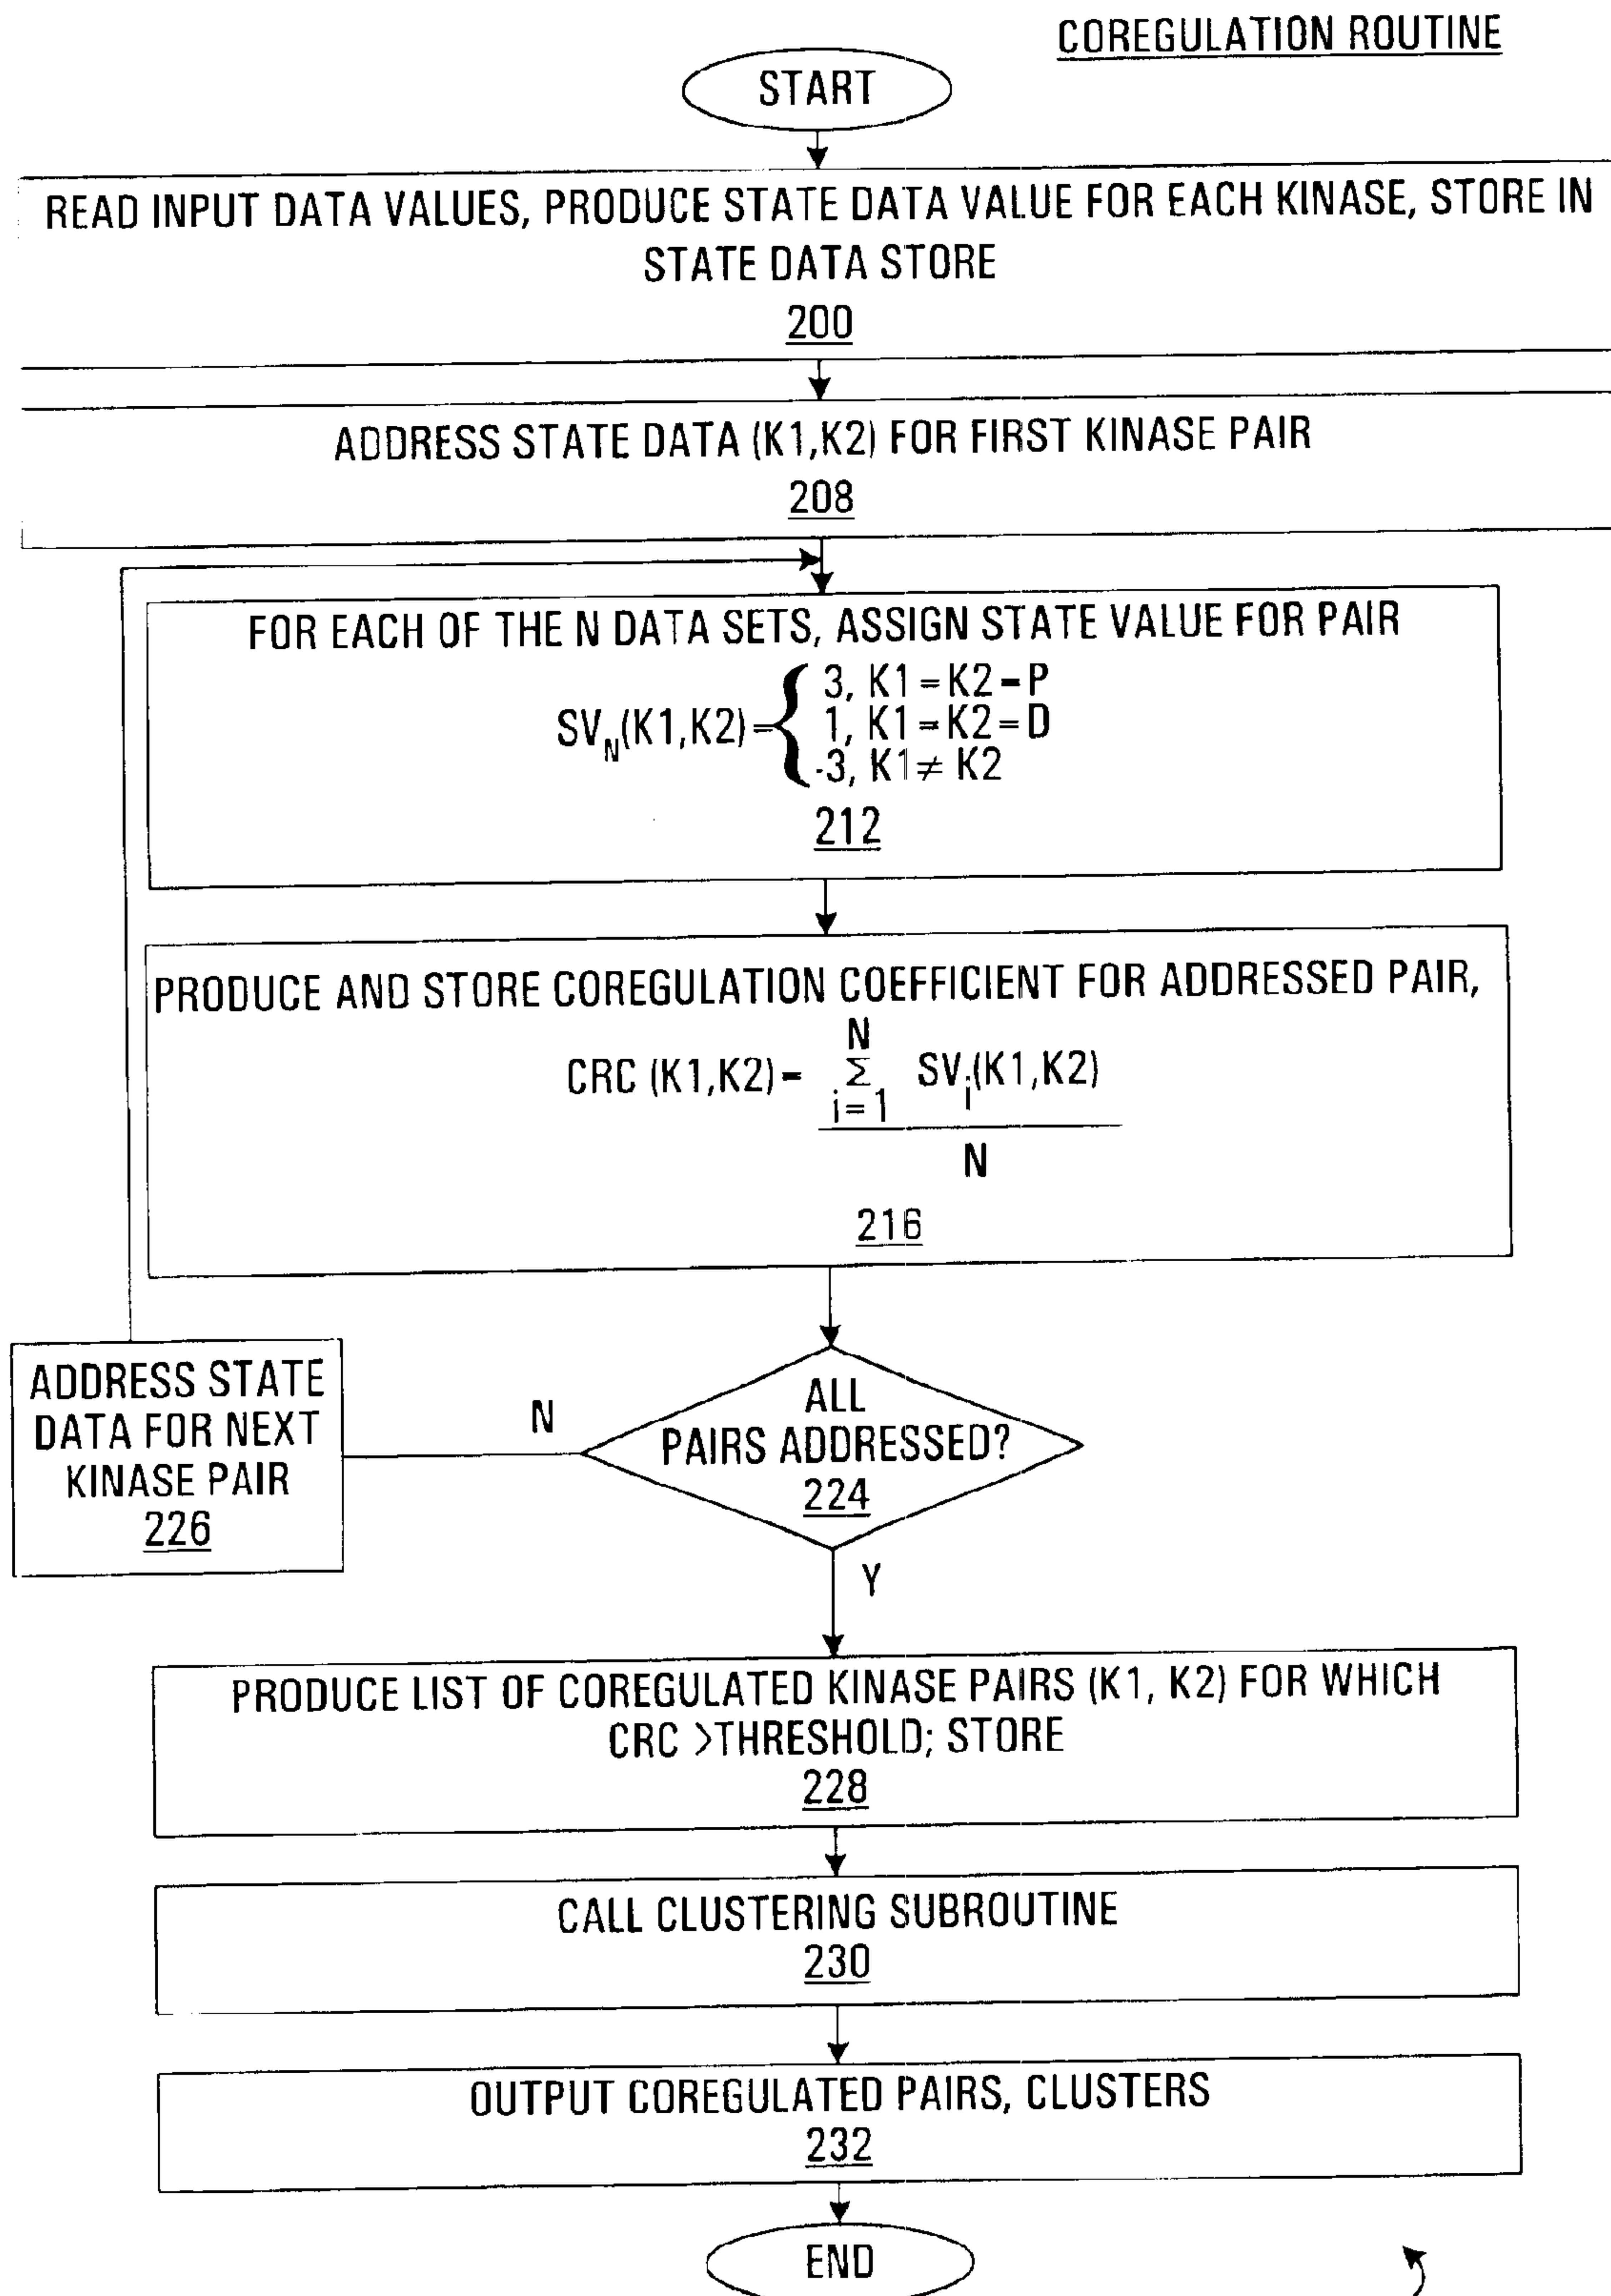 COREGULATION ROUTINE
START
READ INPUT DATA VALUES, PRODUCE STATE DATA VALUE FOR EACH KINASE, STORE IN
STATE DATA STORE
200
ADDRESS STATE DATA (K1,K2) FOR FIRST KINASE PAIR
208
FOR EACH OF THE N DATA SETS, ASSIGN STATE VALUE FOR PAIR
3, K1 = K2 = P
SV_N(K1,K2) = { 1, K1 = K2 = D
-3, K1 ≠ K2
212
PRODUCE AND STORE COREGULATION COEFFICIENT FOR ADDRESSED PAIR,
N
CRC (K1,K2) = Σ SV_i(K1,K2)
i = 1
N
216
ADDRESS STATE
DATA FOR NEXT
KINASE PAIR
226
N
ALL
PAIRS ADDRESSED?
224
Y
PRODUCE LIST OF COREGULATED KINASE PAIRS (K1, K2) FOR WHICH
CRC >THRESHOLD; STORE
228
CALL CLUSTERING SUBROUTINE
230
OUTPUT COREGULATED PAIRS, CLUSTERS
232
END